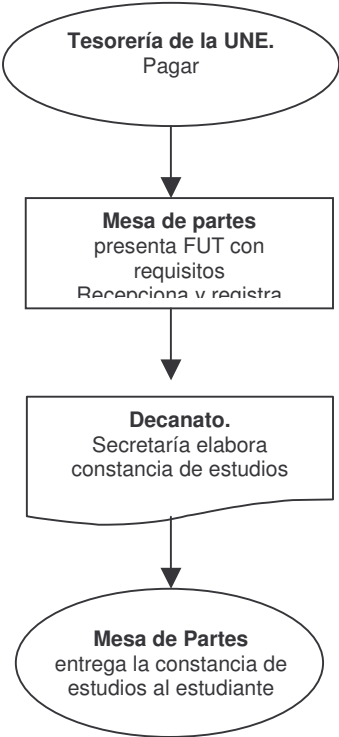 Tesorería de la UNE.
Pagar
Mesa de partes
presenta FUT con
requisitos
Recepciona y registra
Decanato.
Secretaría elabora
constancia de estudios
Mesa de Partes
entrega la constancia de
estudios al estudiante